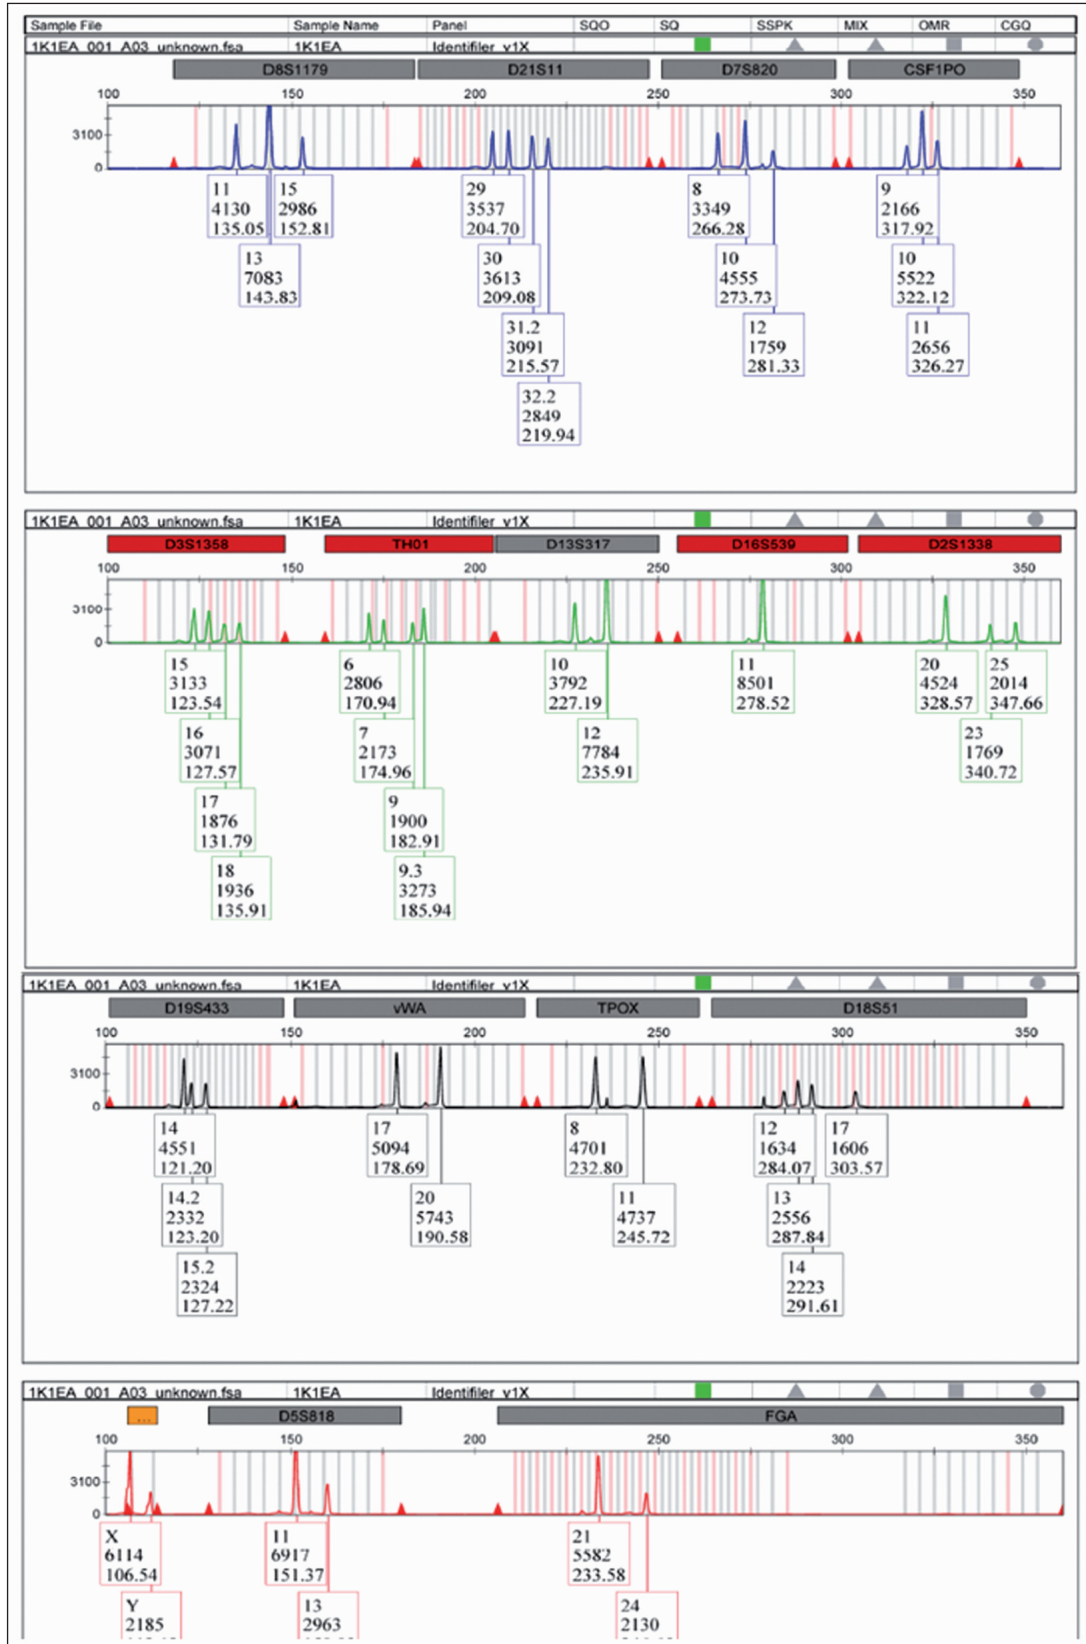 Sample File Sample Name Panel SQO SQ SSPK MIX OMR CGQ
1K1EA_001_A03_unknown.fsa 1K1EA Identifiler_v1X
D8S1179 D21S11 D7S820 CSF1PO
100 150 200 250 300 350
3100
0
11 15 29 8 9
4130 2986 3537 3349 2166
135.05 152.81 204.70 266.28 317.92
13 30 10 10
7083 3613 4555 5522
143.83 209.08 273.73 322.12
31.2 12 11
3091 1759 2656
215.57 281.33 326.27
32.2
2849
219.94
1K1EA_001_A03_unknown.fsa 1K1EA Identifiler_v1X
D3S1358 TH01 D13S317 D16S539 D2S1338
100 150 200 250 300 350
3100
0
15 6 10 11 20 25
3133 2806 3792 8501 4524 2014
123.54 170.94 227.19 278.52 328.57 347.66
16 7 12 23
3071 2173 7784 1769
127.57 174.96 235.91 340.72
17 9
1876 1900
131.79 182.91
18 9.3
1936 3273
135.91 185.94
1K1EA_001_A03_unknown.fsa 1K1EA Identifiler_v1X
D19S433 vWA TPOX D18S51
100 150 200 250 300 350
3100
0
14 17 8 12 17
4551 5094 4701 1634 1606
121.20 178.69 232.80 284.07 303.57
14.2 20 11 13
2332 5743 4737 2556
123.20 190.58 245.72 287.84
15.2 14
2324 2223
127.22 291.61
1K1EA_001_A03_unknown.fsa 1K1EA Identifiler_v1X
... D5S818 FGA
100 150 200 250 300 350
3100
0
X 11 21
6114 6917 5582
106.54 151.37 233.58
Y 13 24
2185 2963 2130